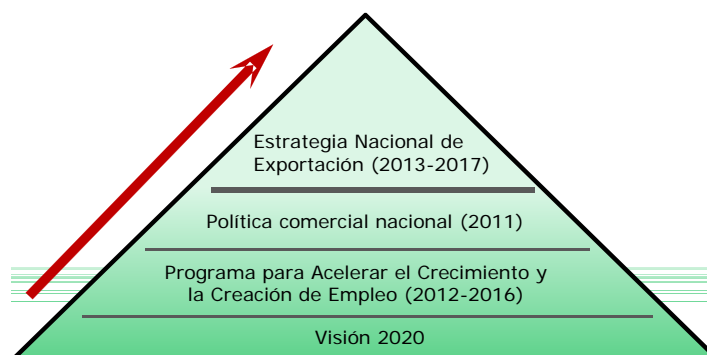 Estrategia Nacional de
Exportación (2013-2017)
Política comercial nacional (2011)
Programa para Acelerar el Crecimiento y
la Creación de Empleo (2012-2016)
Visión 2020